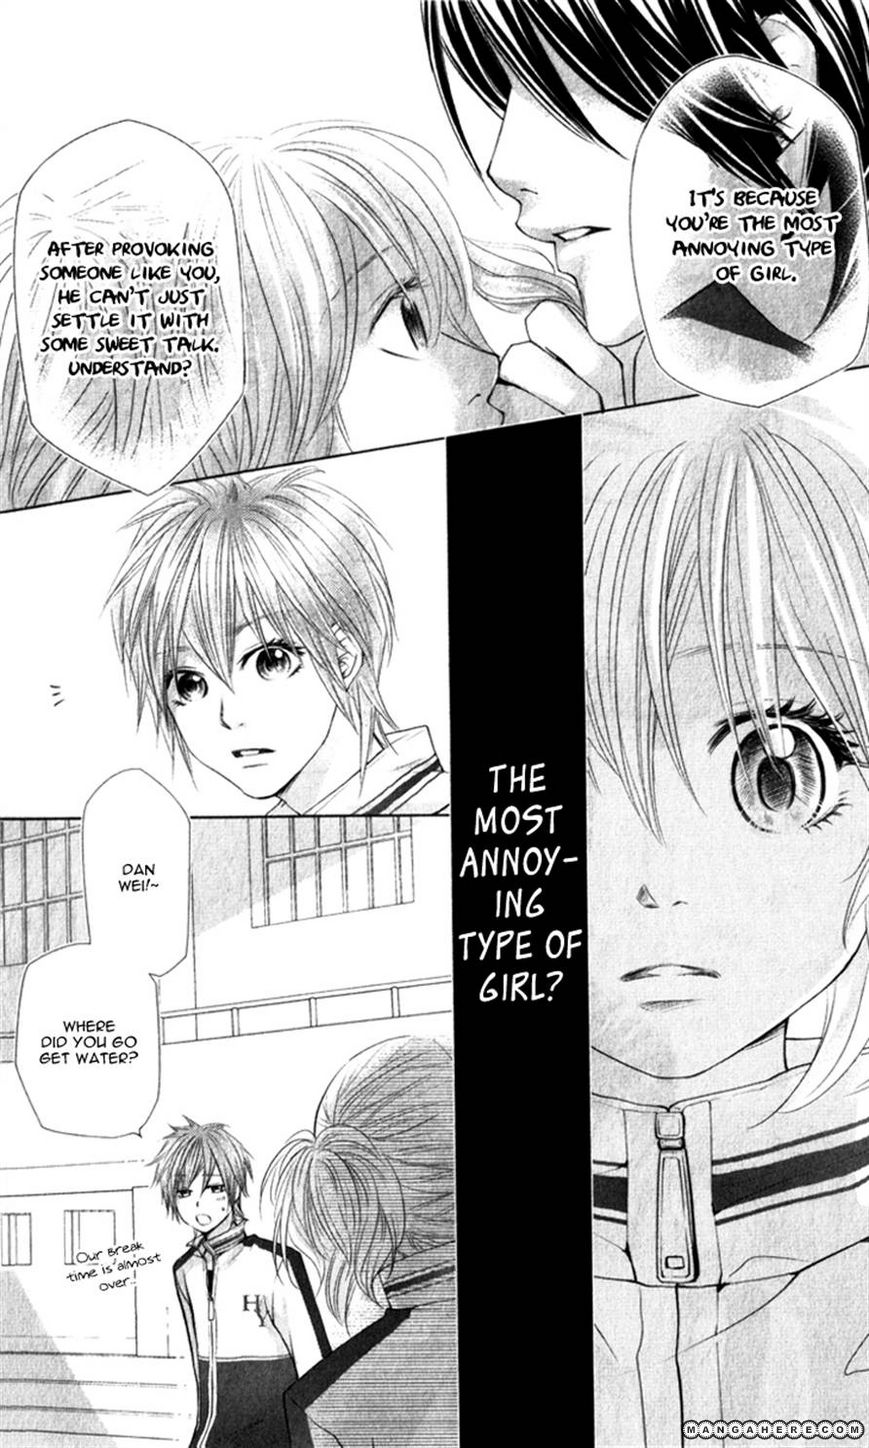 IT'S BECAUSE
YOU'RE THE MOST
ANNOYING TYPE
OF GIRL.
AFTER PROVOKING
SOMEONE LIKE YOU,
HE CAN'T JUST
SETTLE IT WITH
SOME SWEET TALK.
UNDERSTAND?
THE
MOST
ANNOY-
ING
TYPE OF
GIRL?
DAN
WEI!~
WHERE
DID YOU GO
GET WATER?
Our break
time is almost
over..
HY
MANGAHERE.COM